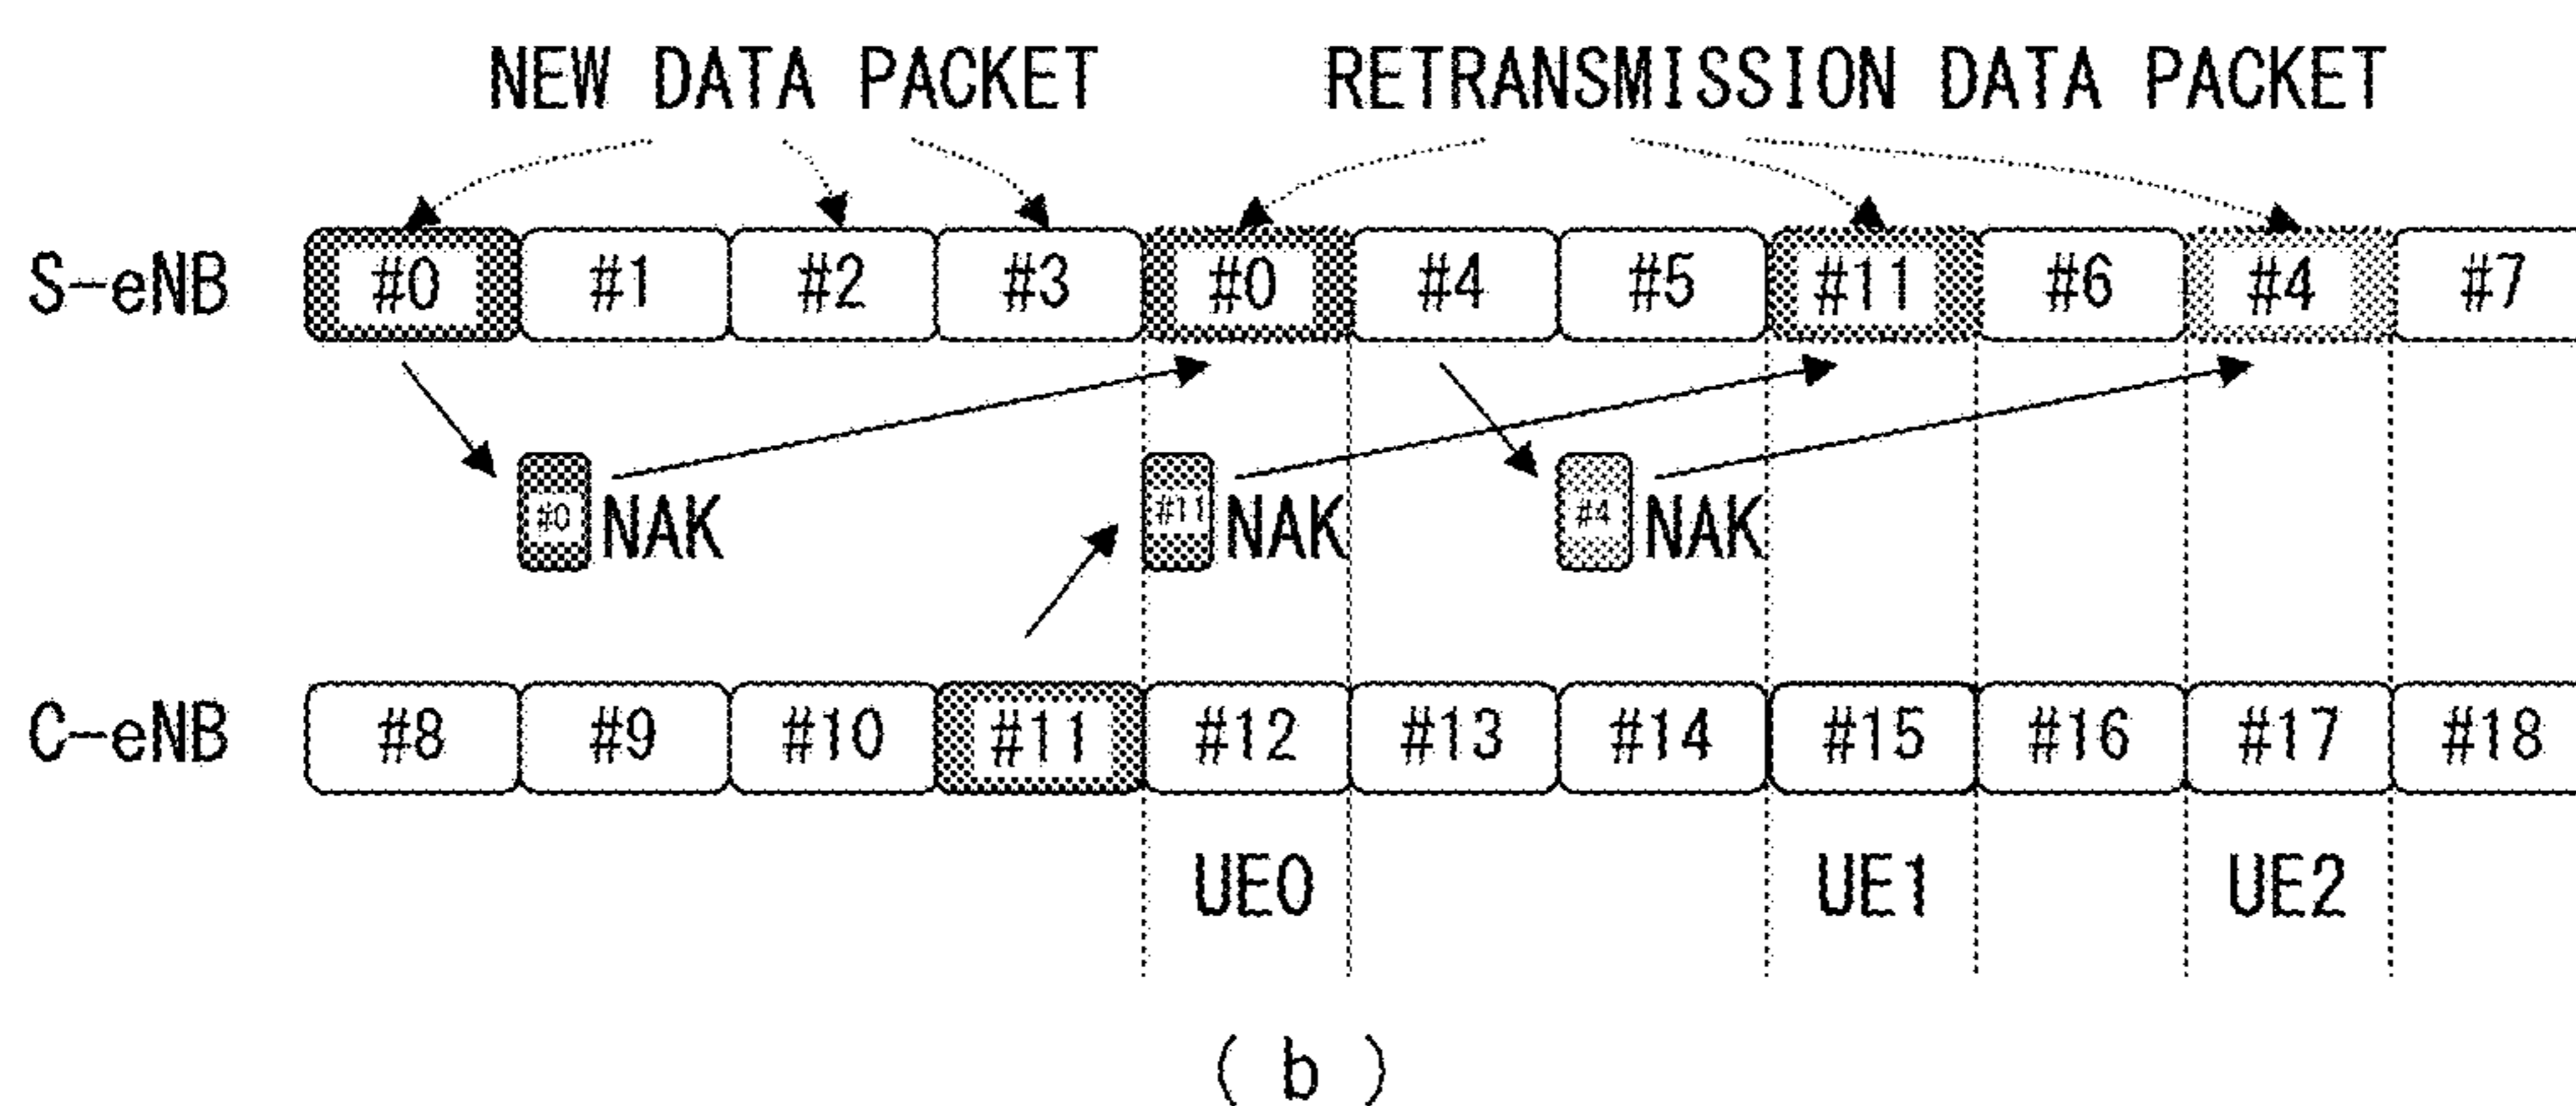 NEW DATA PACKET RETRANSMISSION DATA PACKET
S-eNB #0 #1 #2 #3 #0 #4 #5 #11 #6 #4 #7
#0 NAK #11 NAK #4 NAK
C-eNB #8 #9 #10 #11 #12 #13 #14 #15 #16 #17 #18
UE0 UE1 UE2
( b )